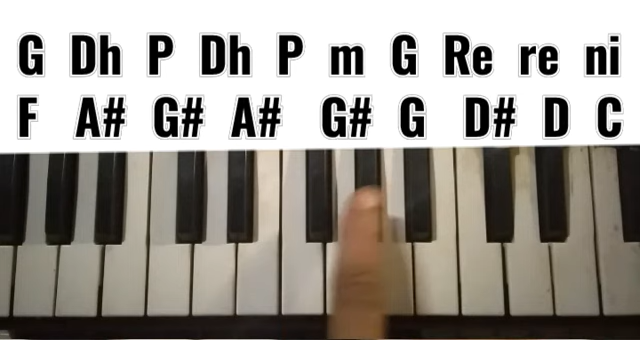 G Dh P Dh P m G Re re ni
F A# G# A# G# G D# D C